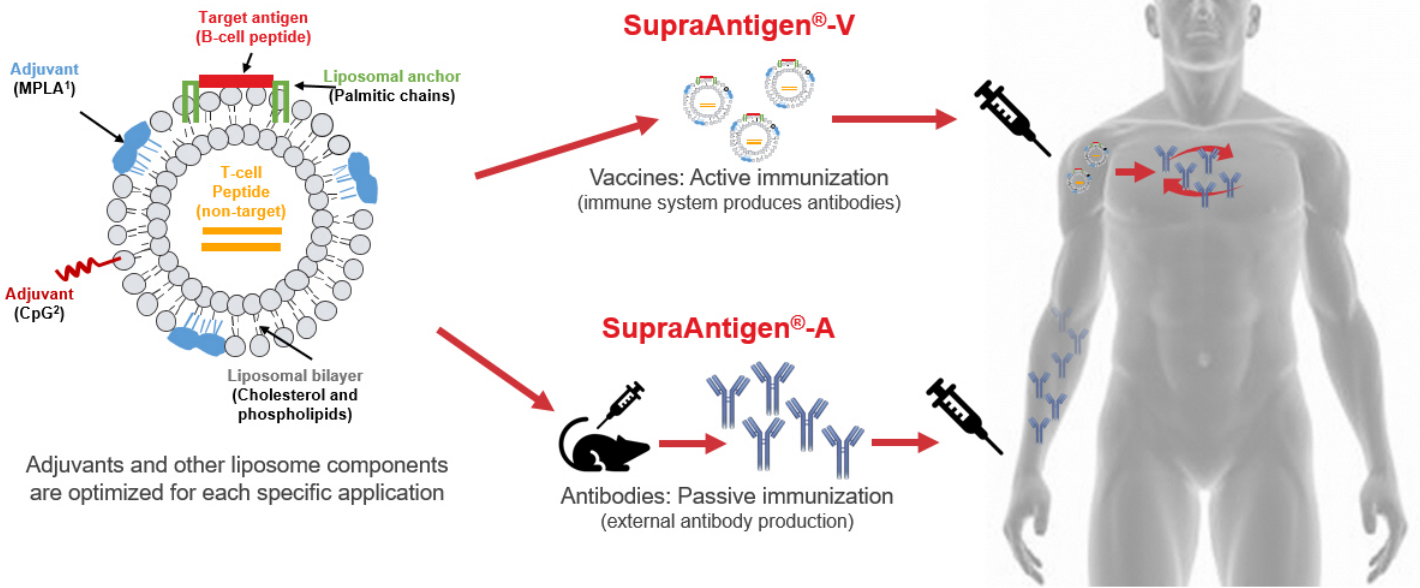 Target antigen
(B-cell peptide)
Adjuvant
(MPLA¹)
Liposomal anchor
(Palmitic chains)
T-cell
Peptide
(non-target)
Adjuvant
(CpG²)
Liposomal bilayer
(Cholesterol and
phospholipids)
Adjuvants and other liposome components
are optimized for each specific application
SupraAntigen®-V
Vaccines: Active immunization
(immune system produces antibodies)
SupraAntigen®-A
Antibodies: Passive immunization
(external antibody production)